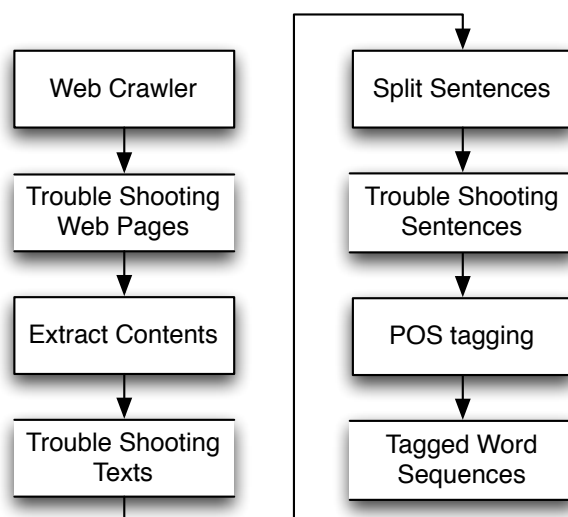 Web Crawler
Trouble Shooting
Web Pages
Extract Contents
Trouble Shooting
Texts
Split Sentences
Trouble Shooting
Sentences
POS tagging
Tagged Word
Sequences